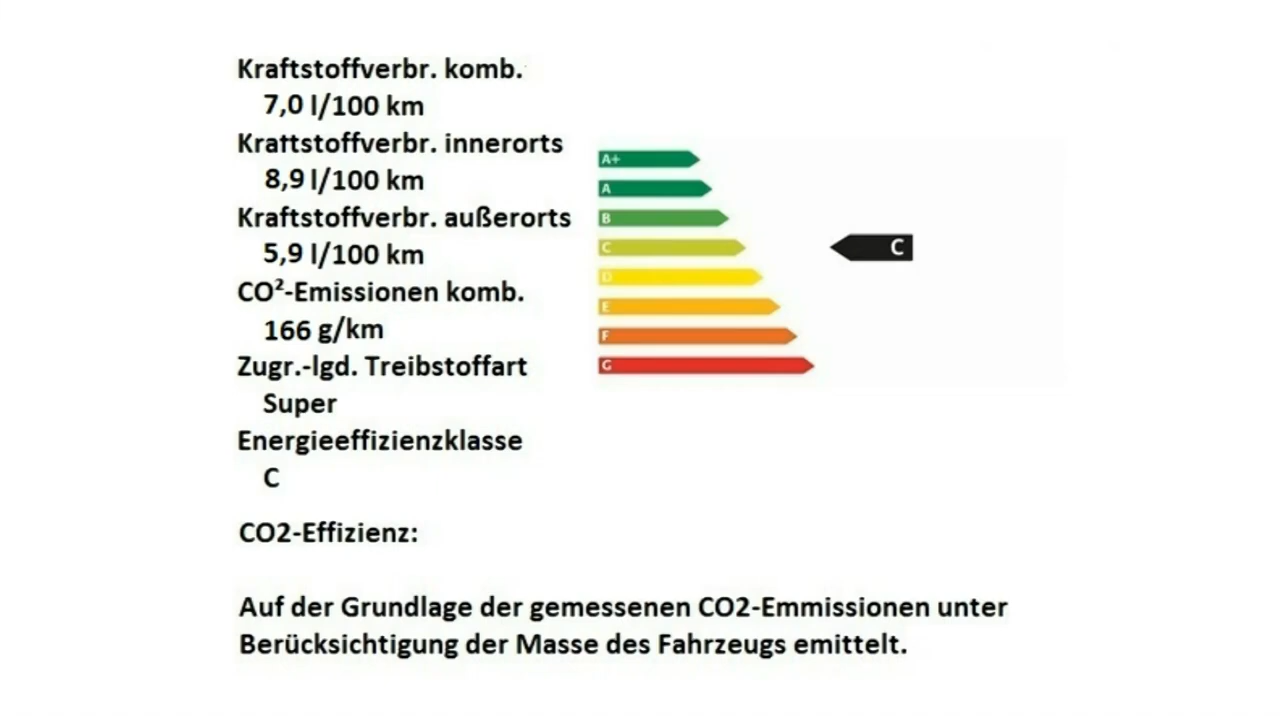 Kraftstoffverbr. komb.
7,0 l/100 km
Krattstoffverbr. innerorts
8,9 l/100 km
Kraftstoffverbr. außerorts
5,9 l/100 km
CO²-Emissionen komb.
166 g/km
Zugr.-lgd. Treibstoffart
Super
Energieeffizienzklasse
C
A+
A
B
C
D
E
F
G
C
CO2-Effizienz:
Auf der Grundlage der gemessenen CO2-Emmissionen unter
Berücksichtigung der Masse des Fahrzeugs emittelt.